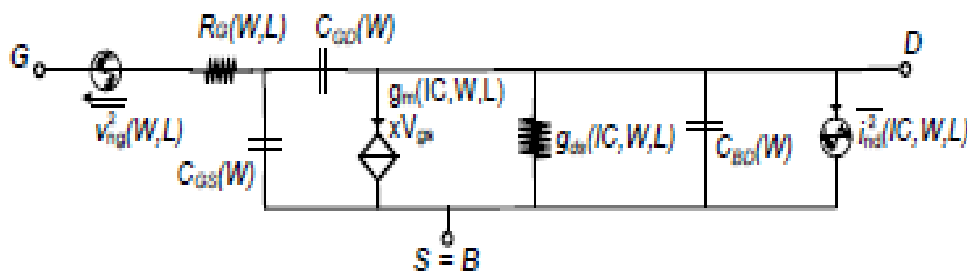 G
R_G(W,L)
C_GD(W)
D
v²_ng(W,L)
C_GS(W)
g_m(IC,W,L)
xV_gs
g_ds(IC,W,L)
C_BD(W)
i²_nd(IC,W,L)
S = B